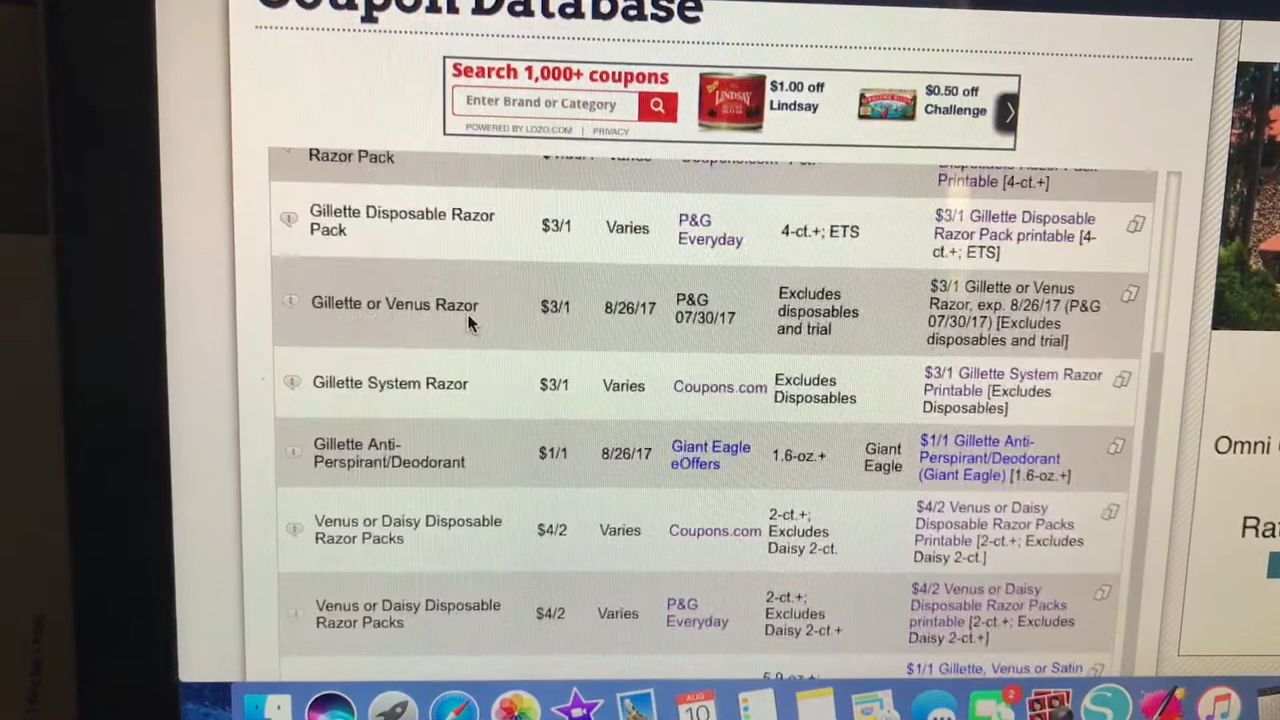 Coupon Database
Search 1,000+ coupons
Enter Brand or Category
POWERED BY LOZO.COM | PRIVACY
$1.00 off
Lindsay
LINDSAY
$0.50 off
Challenge
Razor Pack
Printable [4-ct.+]
Gillette Disposable Razor
Pack
$3/1
Varies
P&G
Everyday
4-ct.+; ETS
$3/1 Gillette Disposable
Razor Pack printable [4-
ct.+; ETS]
Gillette or Venus Razor
$3/1
8/26/17
P&G
07/30/17
Excludes
disposables
and trial
$3/1 Gillette or Venus
Razor, exp. 8/26/17 (P&G
07/30/17) [Excludes
disposables and trial]
Gillette System Razor
$3/1
Varies
Coupons.com
Excludes
Disposables
$3/1 Gillette System Razor
Printable [Excludes
Disposables]
Gillette Anti-
Perspirant/Deodorant
$1/1
8/26/17
Giant Eagle
eOffers
1.6-oz.+
Giant
Eagle
$1/1 Gillette Anti-
Perspirant/Deodorant
(Giant Eagle) [1.6-oz.+]
Venus or Daisy Disposable
Razor Packs
$4/2
Varies
Coupons.com
2-ct.+;
Excludes
Daisy 2-ct.
$4/2 Venus or Daisy
Disposable Razor Packs
Printable [2-ct.+; Excludes
Daisy 2-ct.]
Venus or Daisy Disposable
Razor Packs
$4/2
Varies
P&G
Everyday
2-ct.+;
Excludes
Daisy 2-ct.+
$4/2 Venus or Daisy
Disposable Razor Packs
printable [2-ct.+; Excludes
Daisy 2-ct.+]
$1/1 Gillette, Venus or Satin
Omni
Ra
AUG
10
2